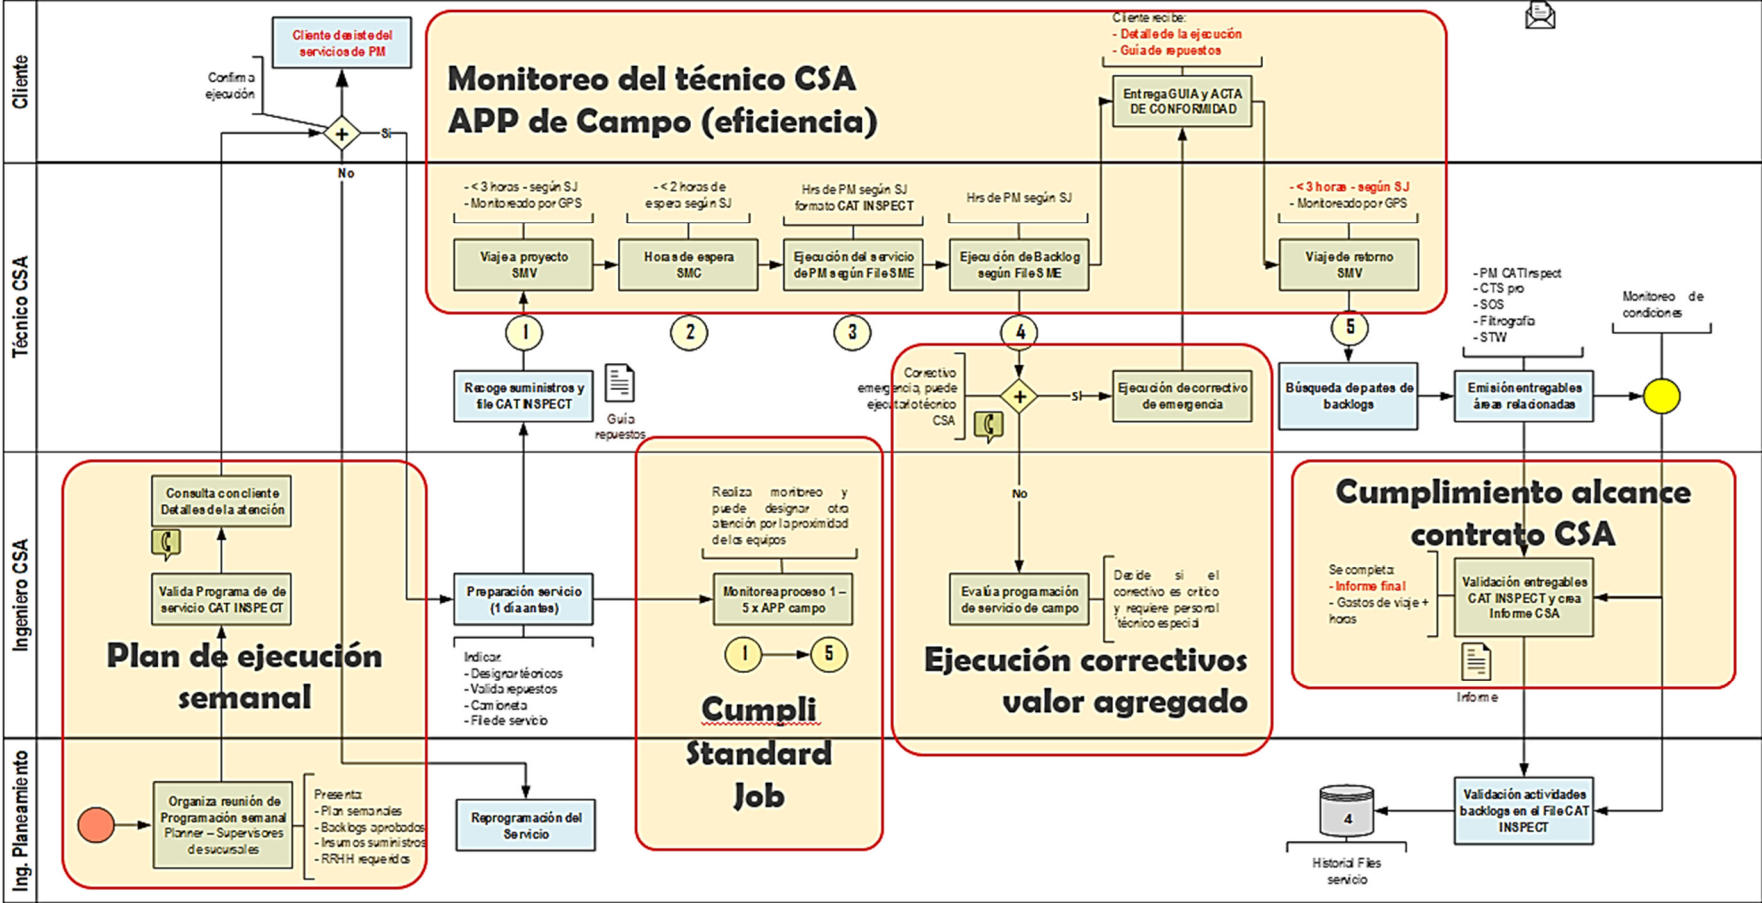 Cliente
Cliente desiste del
servicios de PM
Confirma
ejecución
Si
No
Monitoreo del técnico CSA
APP de Campo (eficiencia)
Cliente recibe:
- Detalle de la ejecución
- Guía de repuestos
Entrega GUIA y ACTA
DE CONFORMIDAD
Técnico CSA
- < 3 horas - según SJ
- Monitoreado por GPS
Viaje a proyecto
SMV
- < 2 horas de
espera según SJ
Horas de espera
SMC
Hrs de PM según SJ
formato CAT INSPECT
Ejecución del servicio
de PM según File SME
Hrs de PM según SJ
Ejecución de Backlog
según File SME
- < 3 horas - según SJ
- Monitoreado por GPS
Viaje de retorno
SMV
1
2
3
4
5
Recoge suministros y
file CAT INSPECT
Guía
repuestos
Correctivo
emergencia, puede
ejecutarlo técnico
CSA
SI
Ejecución de correctivo
de emergencia
No
Búsqueda de partes de
backlogs
- PM CATInspect
- CTS pro
- SOS
- Filtrografía
- STW
Emisión entregables
áreas relacionadas
Monitoreo de
condiciones
Ingeniero CSA
Consulta con cliente
Detalles de la atención
Valida Programa de de
servicio CAT INSPECT
Plan de ejecución
semanal
Preparación servicio
(1 dia antes)
Indicar:
- Designar técnicos
- Valida repuestos
- Camioneta
- File de servicio
Realiza monitoreo y
puede designar otra
atención por la proximidad
de los equipos
Monitorea proceso 1 –
5 x APP campo
1
5
Cumpli
Standard
Job
Evalúa programación
de servicio de campo
Decide si el
correctivo es crítico
y requiere personal
técnico especial
Ejecución correctivos
valor agregado
Cumplimiento alcance
contrato CSA
Se completa:
- Informe final
- Gastos de viaje +
horas
Validación entregables
CAT INSPECT y crea
Informe CSA
Informe
Ing. Planeamiento
Organiza reunión de
Programación semanal
Planner – Supervisores
de sucursales
Presenta:
- Plan semanales
- Backlogs aprobados
- Insumos suministros
- RRHH requeridos
Reprogramación del
Servicio
4
Historial Files
servicio
Validación actividades
backlogs en el File CAT
INSPECT